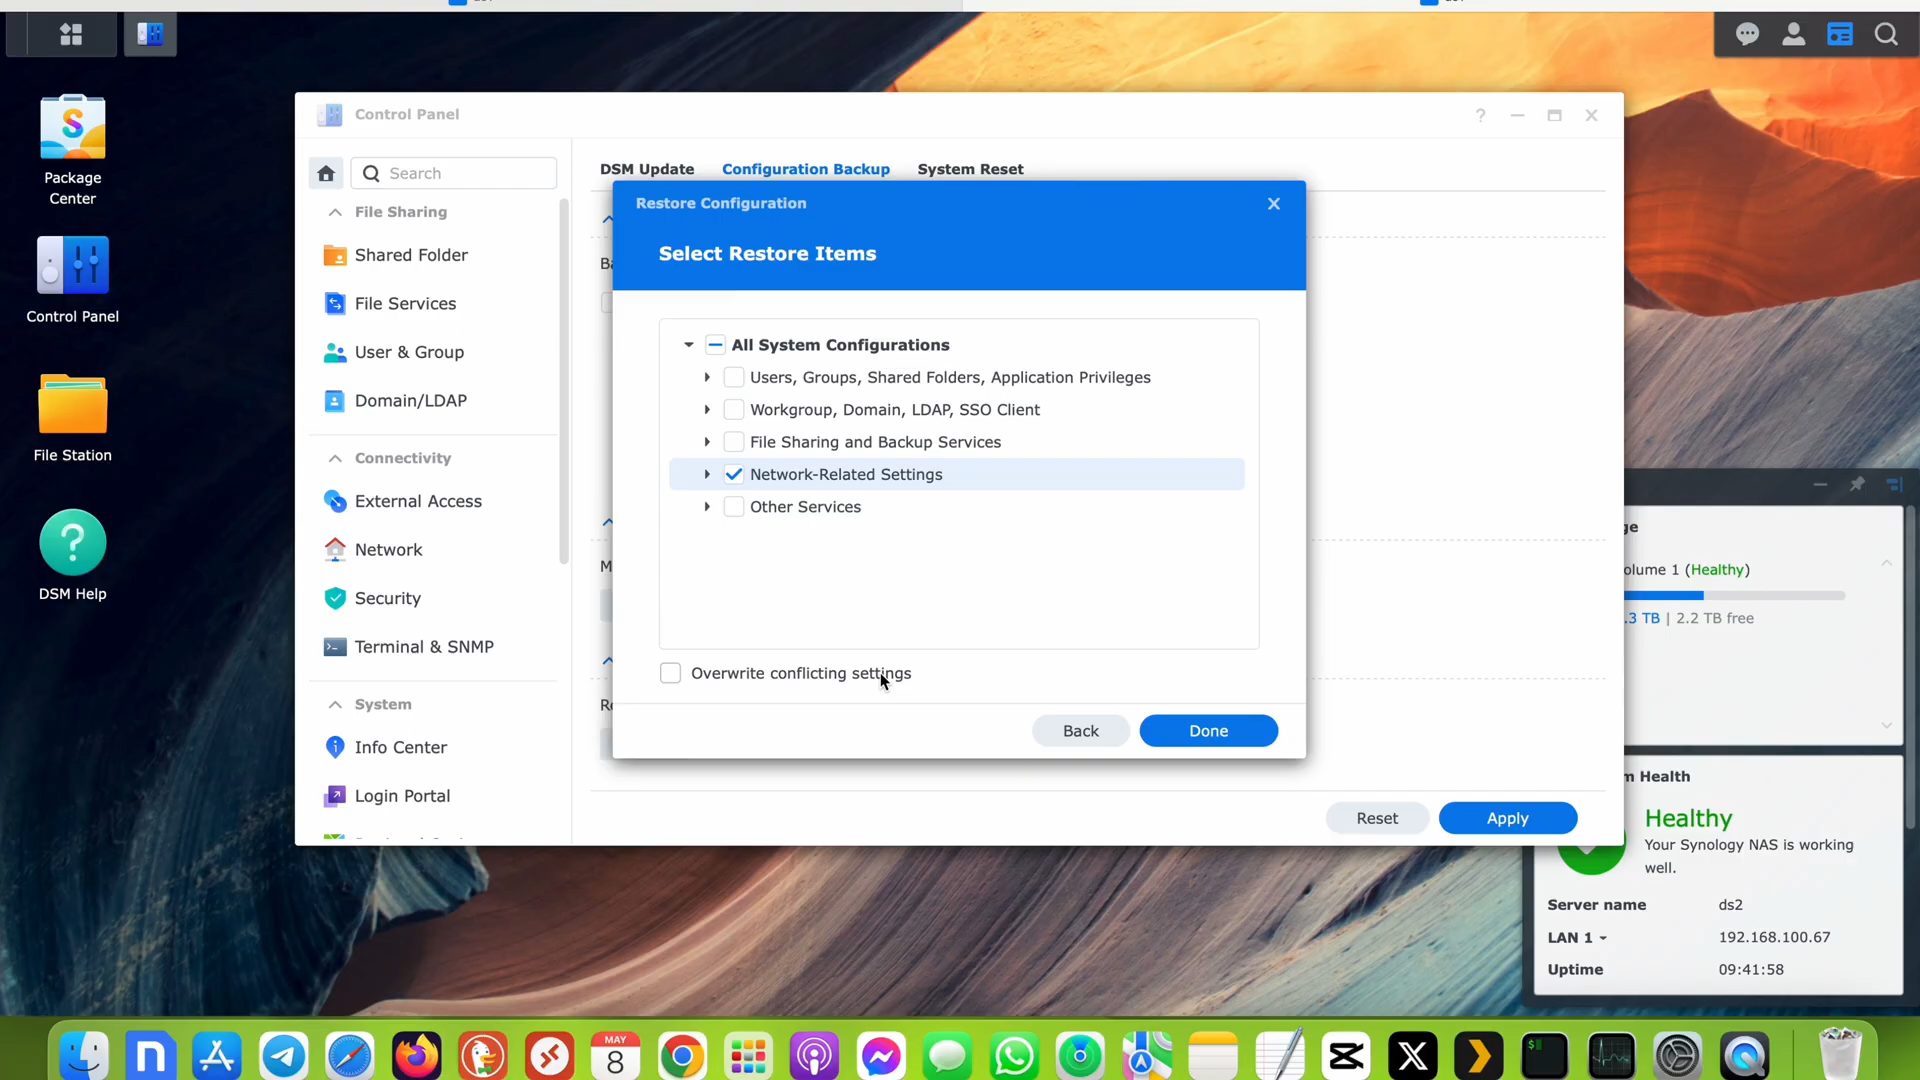 Control Panel
Search
File Sharing
Shared Folder
File Services
User & Group
Domain/LDAP
Connectivity
External Access
Network
Security
Terminal & SNMP
System
Info Center
Login Portal
Package
Center
Control Panel
File Station
DSM Help
DSM Update
Configuration Backup
System Reset
Restore Configuration
Select Restore Items
All System Configurations
Users, Groups, Shared Folders, Application Privileges
Workgroup, Domain, LDAP, SSO Client
File Sharing and Backup Services
Network-Related Settings
Other Services
Overwrite conflicting settings
Back
Done
Reset
Apply
olume 1 (Healthy)
.3 TB | 2.2 TB free
m Health
Healthy
Your Synology NAS is working
well.
Server name ds2
LAN 1 192.168.100.67
Uptime 09:41:58
MAY
8